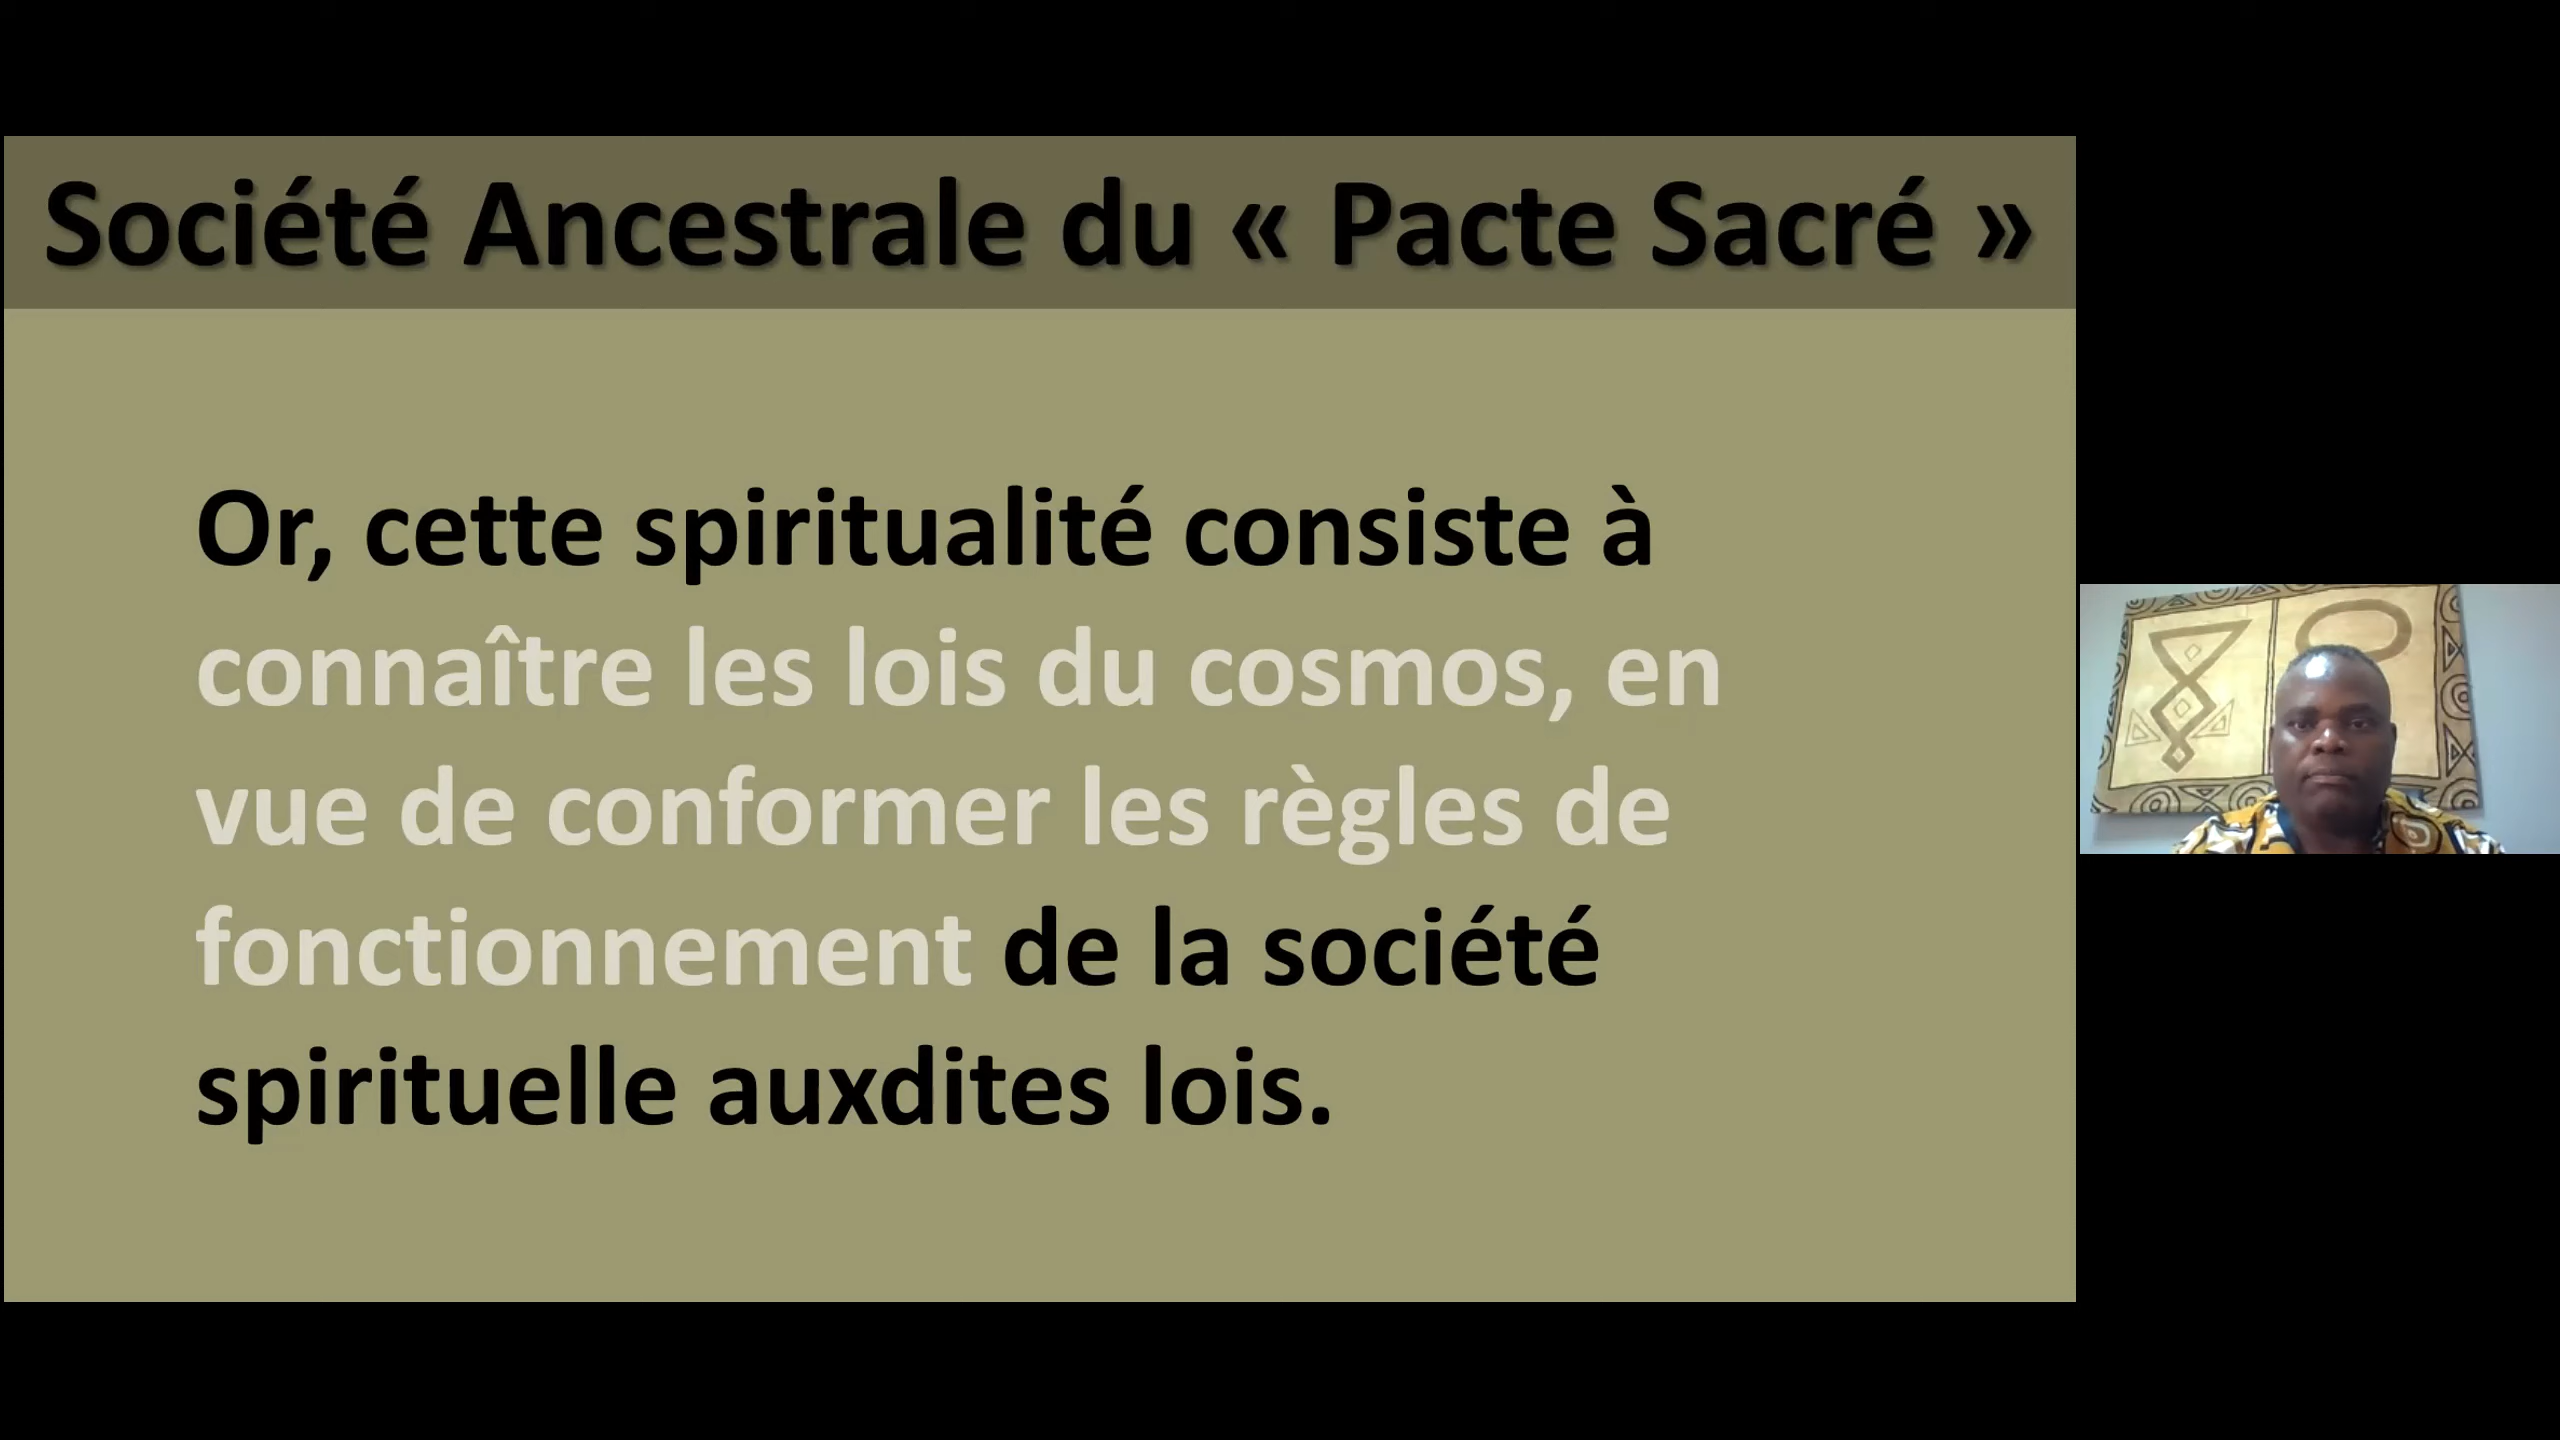 Société Ancestrale du « Pacte Sacré »
Or, cette spiritualité consiste à
connaître les lois du cosmos, en
vue de conformer les règles de
fonctionnement de la société
spirituelle auxdites lois.